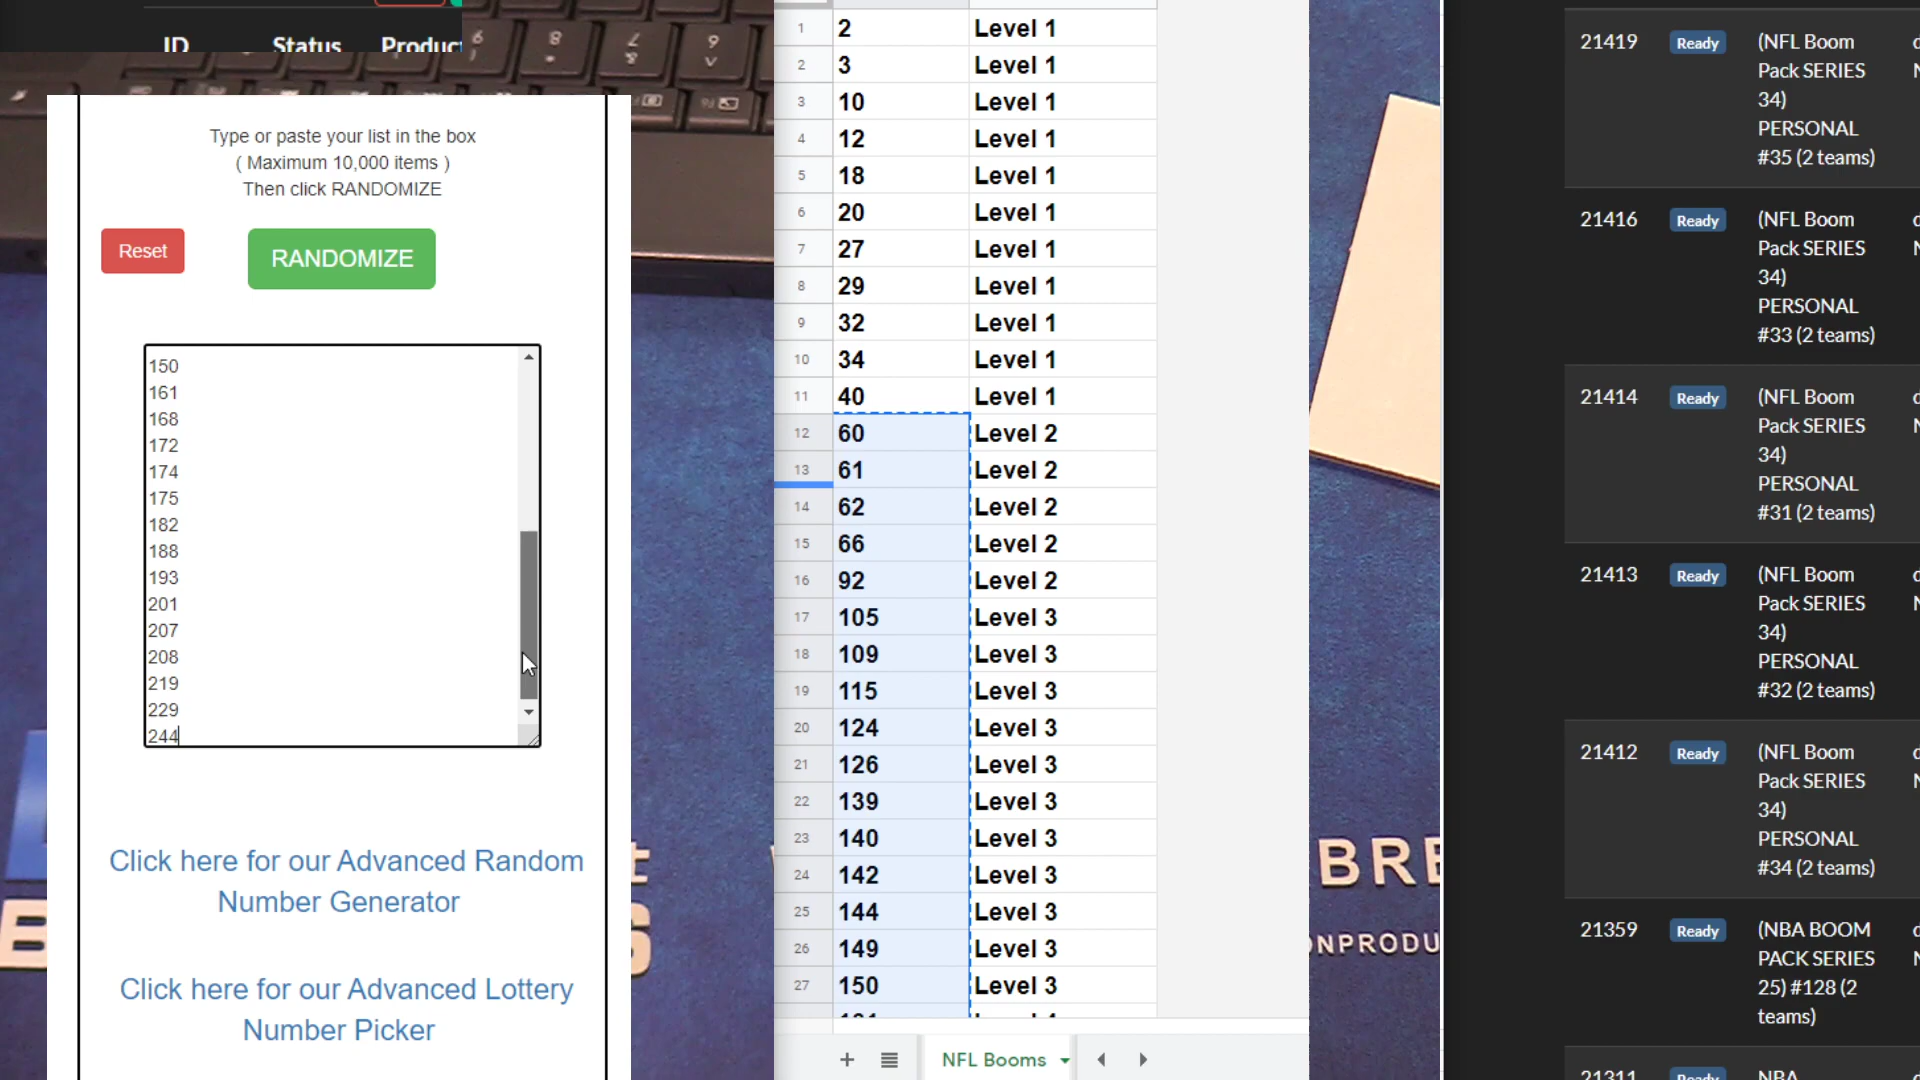 ID Status Product
Type or paste your list in the box
( Maximum 10,000 items )
Then click RANDOMIZE
Reset
RANDOMIZE
150
161
168
172
174
175
182
188
193
201
207
208
219
229
244
Click here for our Advanced Random
Number Generator
Click here for our Advanced Lottery
Number Picker
1 2 Level 1
2 3 Level 1
3 10 Level 1
4 12 Level 1
5 18 Level 1
6 20 Level 1
7 27 Level 1
8 29 Level 1
9 32 Level 1
10 34 Level 1
11 40 Level 1
12 60 Level 2
13 61 Level 2
14 62 Level 2
15 66 Level 2
16 92 Level 2
17 105 Level 3
18 109 Level 3
19 115 Level 3
20 124 Level 3
21 126 Level 3
22 139 Level 3
23 140 Level 3
24 142 Level 3
25 144 Level 3
26 149 Level 3
27 150 Level 3
NFL Booms
BRE
ONPRODU
21419 Ready (NFL Boom
Pack SERIES
34)
PERSONAL
#35 (2 teams)
21416 Ready (NFL Boom
Pack SERIES
34)
PERSONAL
#33 (2 teams)
21414 Ready (NFL Boom
Pack SERIES
34)
PERSONAL
#31 (2 teams)
21413 Ready (NFL Boom
Pack SERIES
34)
PERSONAL
#32 (2 teams)
21412 Ready (NFL Boom
Pack SERIES
34)
PERSONAL
#34 (2 teams)
21359 Ready (NBA BOOM
PACK SERIES
25) #128 (2
teams)
21311 Ready (NBA